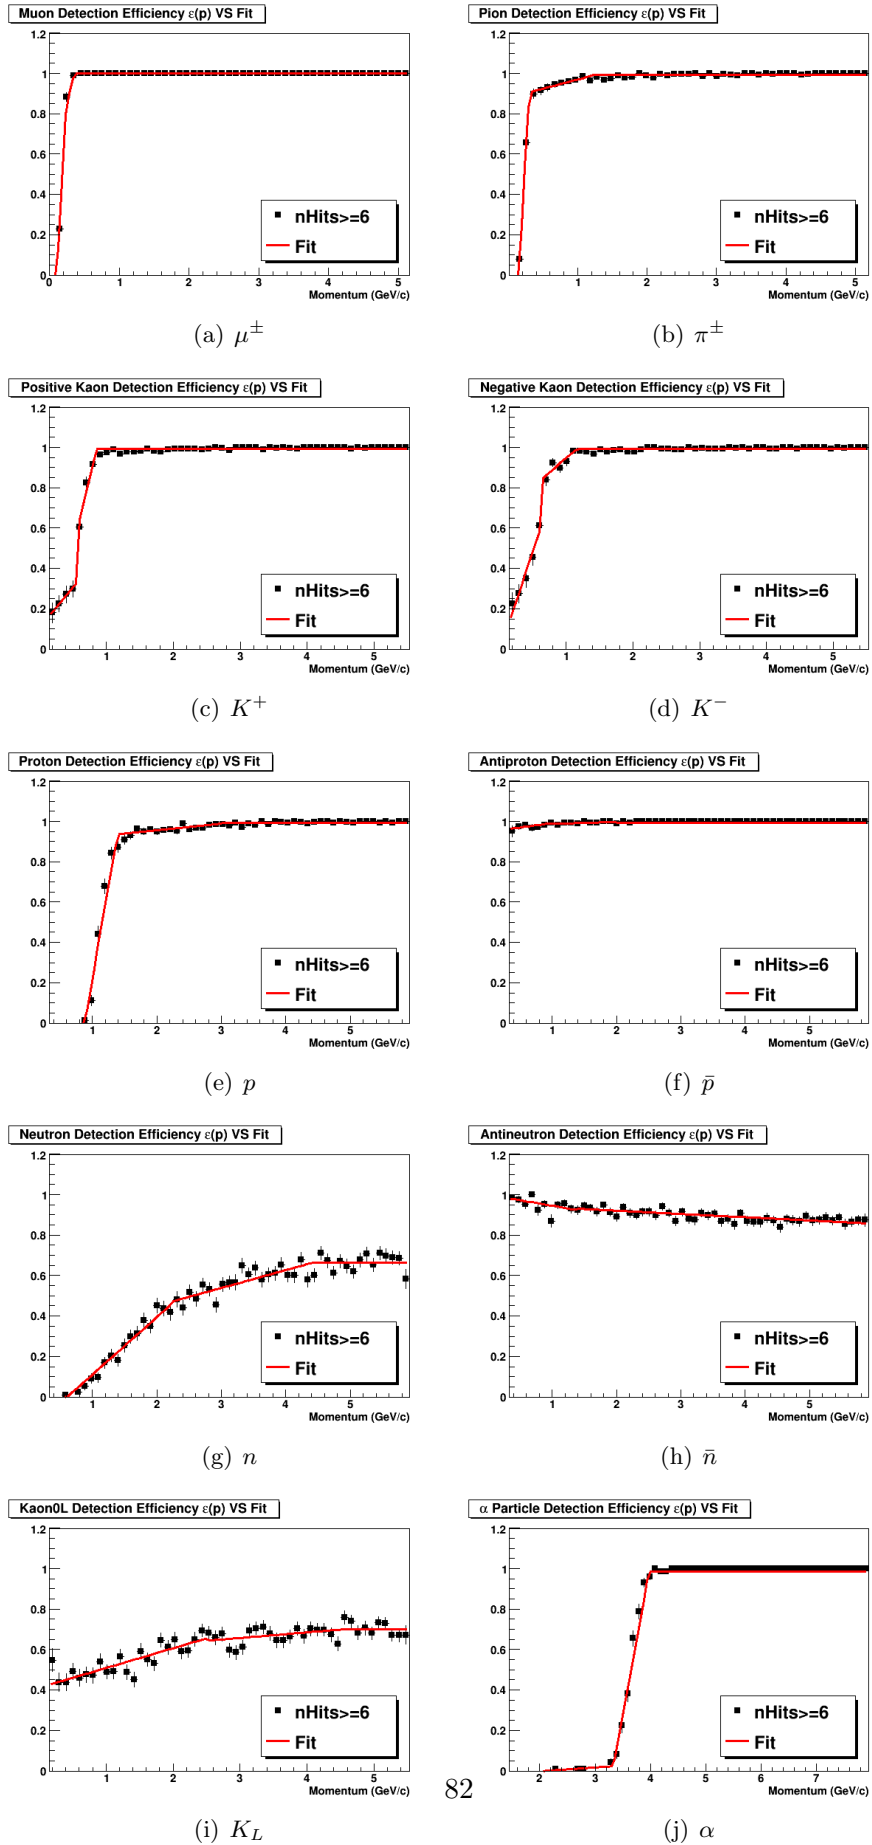 Muon Detection Efficiency ε(p) VS Fit
1.2
1
0.8
0.6
0.4
0.2
0
nHits>=6
Fit
0 1 2 3 4 5
Momentum (GeV/c)
(a) μ±
Pion Detection Efficiency ε(p) VS Fit
1.2
1
0.8
0.6
0.4
0.2
0
nHits>=6
Fit
1 2 3 4 5
Momentum (GeV/c)
(b) π±
Positive Kaon Detection Efficiency ε(p) VS Fit
1.2
1
0.8
0.6
0.4
0.2
0
nHits>=6
Fit
1 2 3 4 5
Momentum (GeV/c)
(c) K+
Negative Kaon Detection Efficiency ε(p) VS Fit
1.2
1
0.8
0.6
0.4
0.2
0
nHits>=6
Fit
1 2 3 4 5
Momentum (GeV/c)
(d) K−
Proton Detection Efficiency ε(p) VS Fit
1.2
1
0.8
0.6
0.4
0.2
0
nHits>=6
Fit
1 2 3 4 5
Momentum (GeV/c)
(e) p
Antiproton Detection Efficiency ε(p) VS Fit
1.2
1
0.8
0.6
0.4
0.2
0
nHits>=6
Fit
1 2 3 4 5
Momentum (GeV/c)
(f) p̄
Neutron Detection Efficiency ε(p) VS Fit
1.2
1
0.8
0.6
0.4
0.2
0
nHits>=6
Fit
1 2 3 4 5
Momentum (GeV/c)
(g) n
Antineutron Detection Efficiency ε(p) VS Fit
1.2
1
0.8
0.6
0.4
0.2
0
nHits>=6
Fit
1 2 3 4 5
Momentum (GeV/c)
(h) n̄
Kaon0L Detection Efficiency ε(p) VS Fit
1.2
1
0.8
0.6
0.4
0.2
0
nHits>=6
Fit
1 2 3 4 5
Momentum (GeV/c)
(i) K_L
α Particle Detection Efficiency ε(p) VS Fit
1.2
1
0.8
0.6
0.4
0.2
0
nHits>=6
Fit
2 3 4 5 6 7
Momentum (GeV/c)
(j) α
82